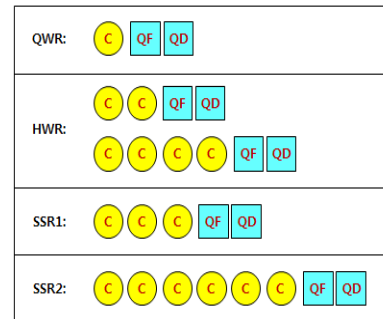 QWR: C QF QD
HWR: C C QF QD
C C C C QF QD
SSR1: C C C QF QD
SSR2: C C C C C C QF QD